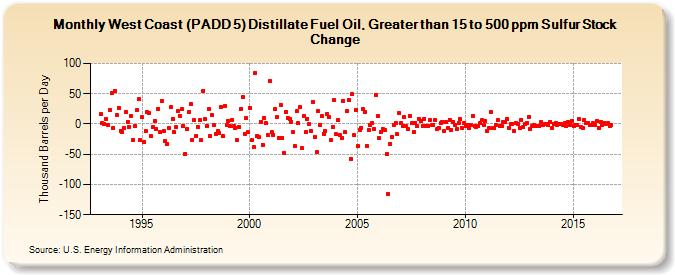 Monthly West Coast (PADD 5) Distillate Fuel Oil, Greater than 15 to 500 ppm Sulfur Stock
Change
Thousand Barrels per Day
100
50
0
-50
-100
-150
1995
2000
2005
2010
2015
Source: U.S. Energy Information Administration